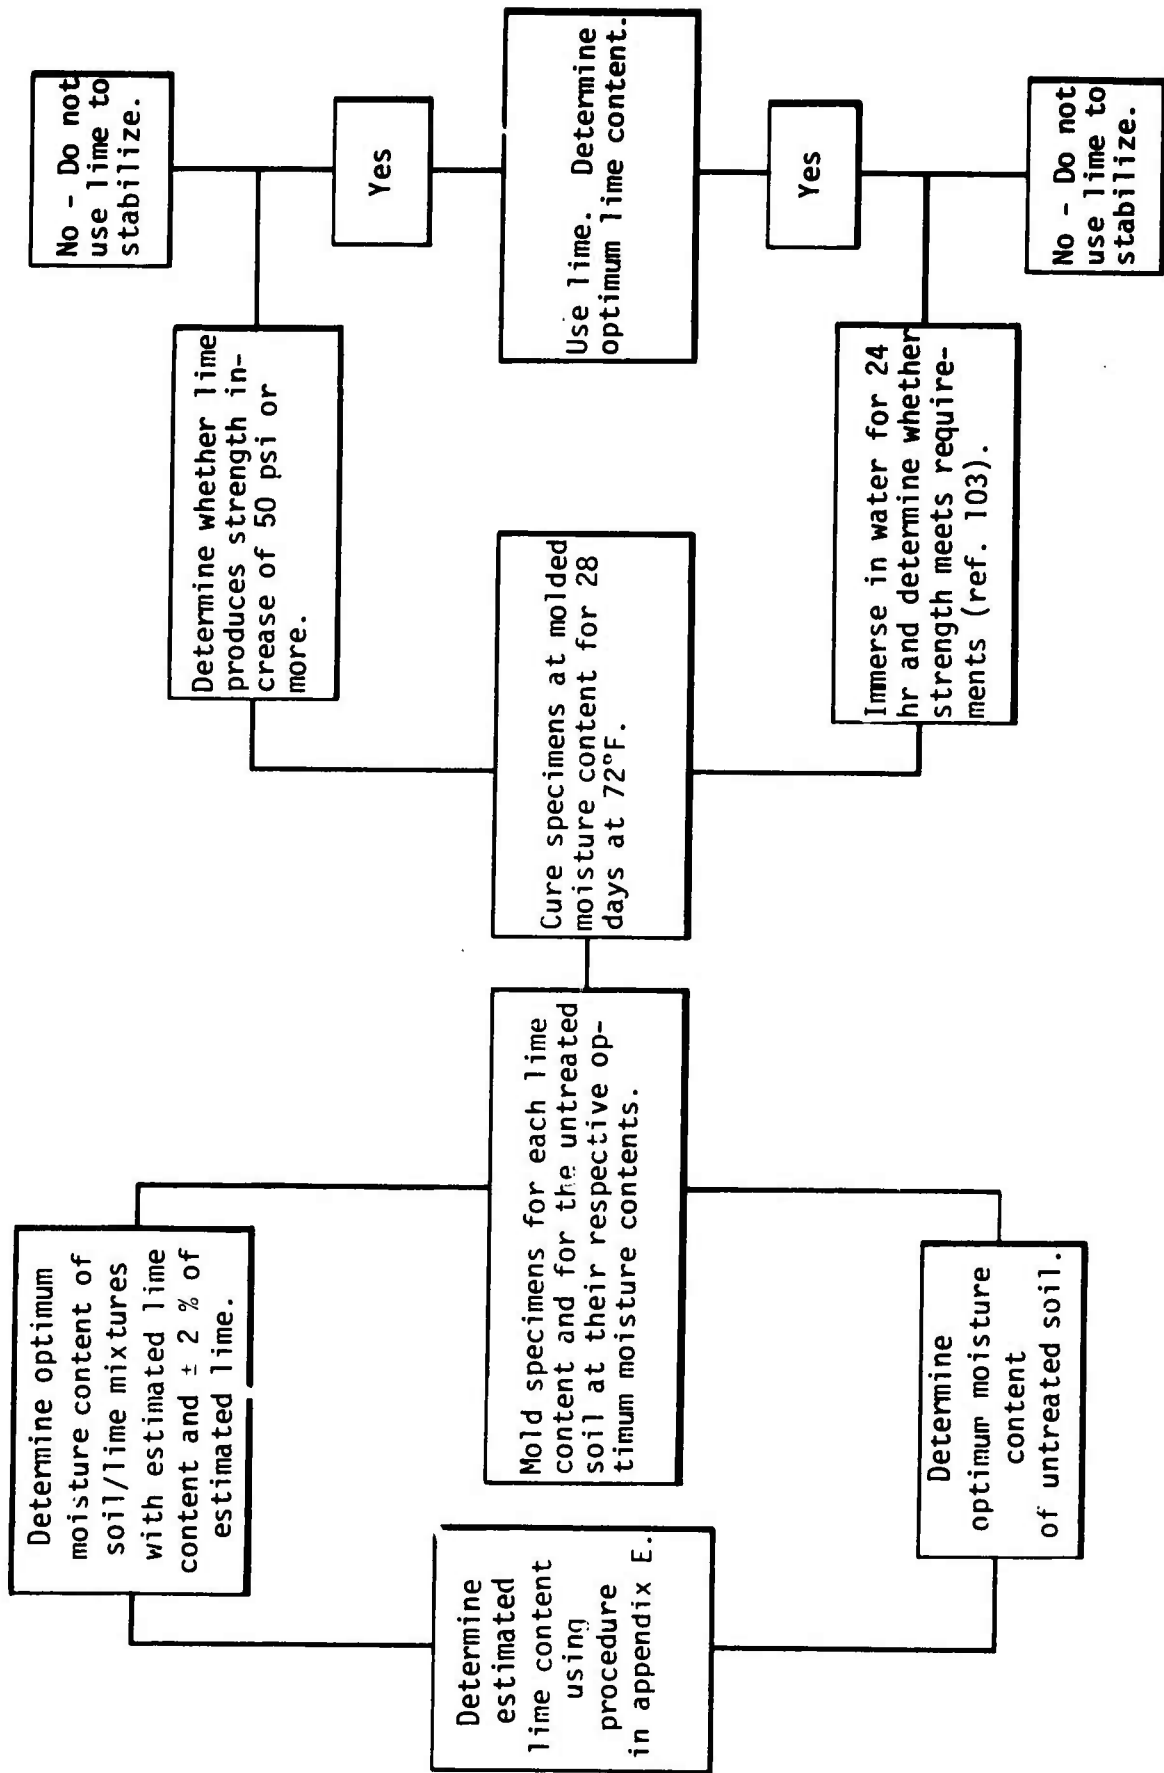 Determine
estimated
lime content
using
procedure
in appendix E.
Determine optimum
moisture content of
soil/lime mixtures
with estimated lime
content and ± 2 % of
estimated lime.
Determine
optimum moisture
content
of untreated soil.
Mold specimens for each lime
content and for the untreated
soil at their respective op-
timum moisture contents.
Cure specimens at molded
moisture content for 28
days at 72°F.
Determine whether lime
produces strength in-
crease of 50 psi or
more.
Immerse in water for 24
hr and determine whether
strength meets require-
ments (ref. 103).
No - Do not
use lime to
stabilize.
Yes
Use lime. Determine
optimum lime content.
Yes
No - Do not
use lime to
stabilize.